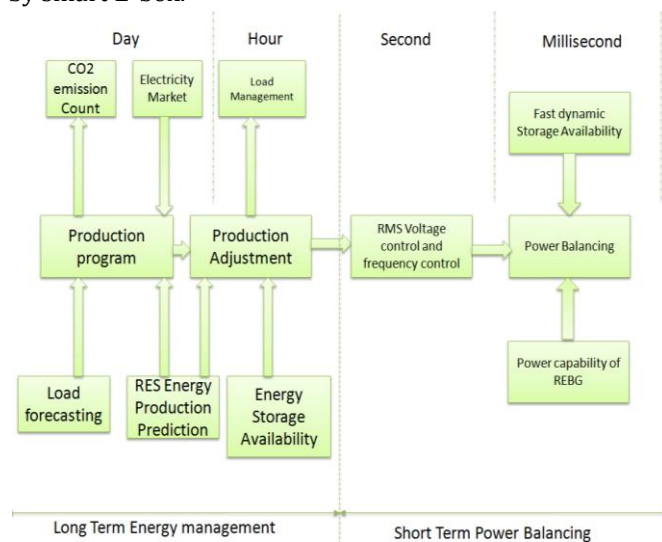 by Smart E-box.
Day
Hour
Second
Millisecond
CO2
emission
Count
Electricity
Market
Load
Management
Fast dynamic
Storage Availability
Production
program
Production
Adjustment
RMS Voltage
control and
frequency control
Power Balancing
Load
forecasting
RES Energy
Production
Prediction
Energy
Storage
Availability
Power capability of
REBG
Long Term Energy management
Short Term Power Balancing